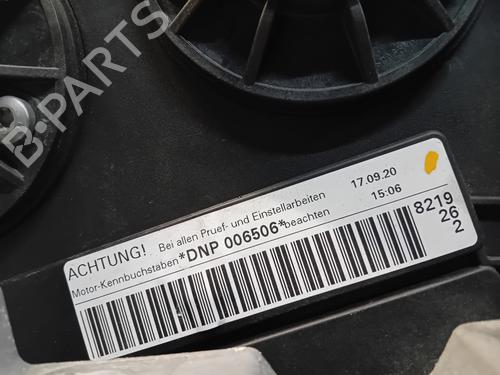 B-PARTS
ACHTUNG! Bei allen Pruef- und Einstellarbeiten 17.09.20
Motor-Kennbuchstaben *DNP 006506* beachten 15:06
8219
26
2